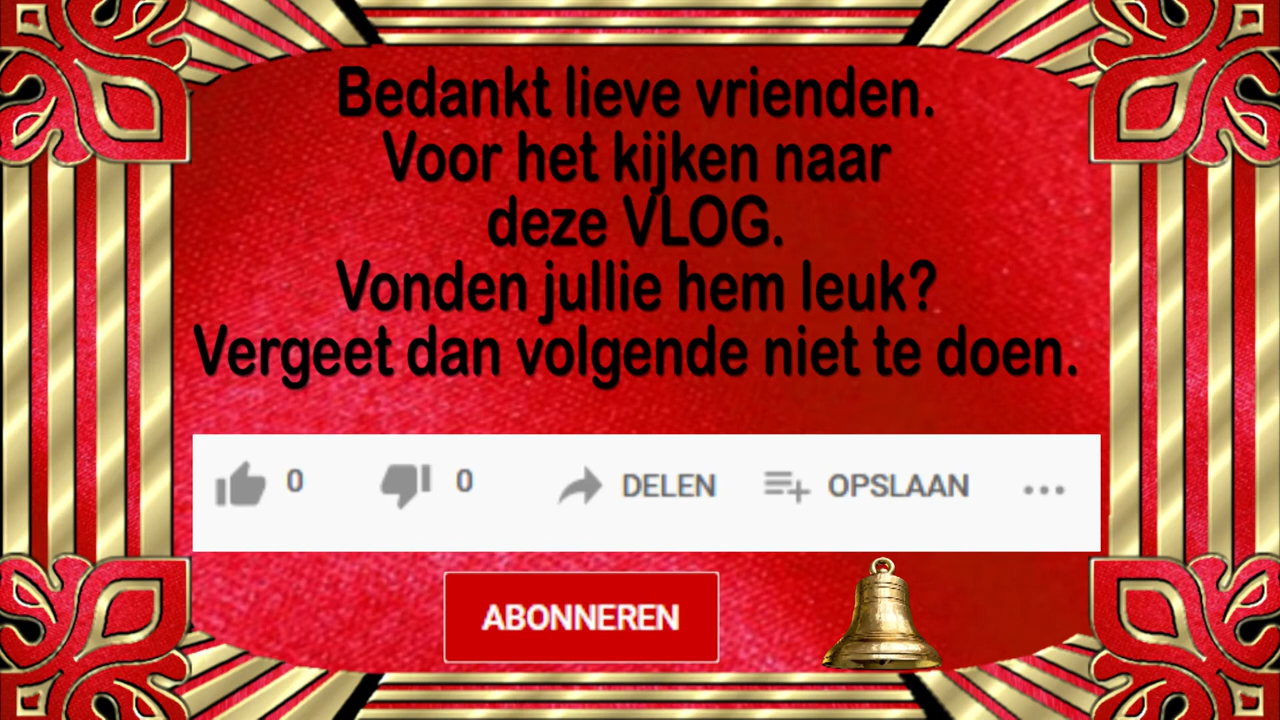 Bedankt lieve vrienden.
Voor het kijken naar
deze VLOG.
Vonden jullie hem leuk?
Vergeet dan volgende niet te doen.
0 0 DELEN OPSLAAN
ABONNEREN